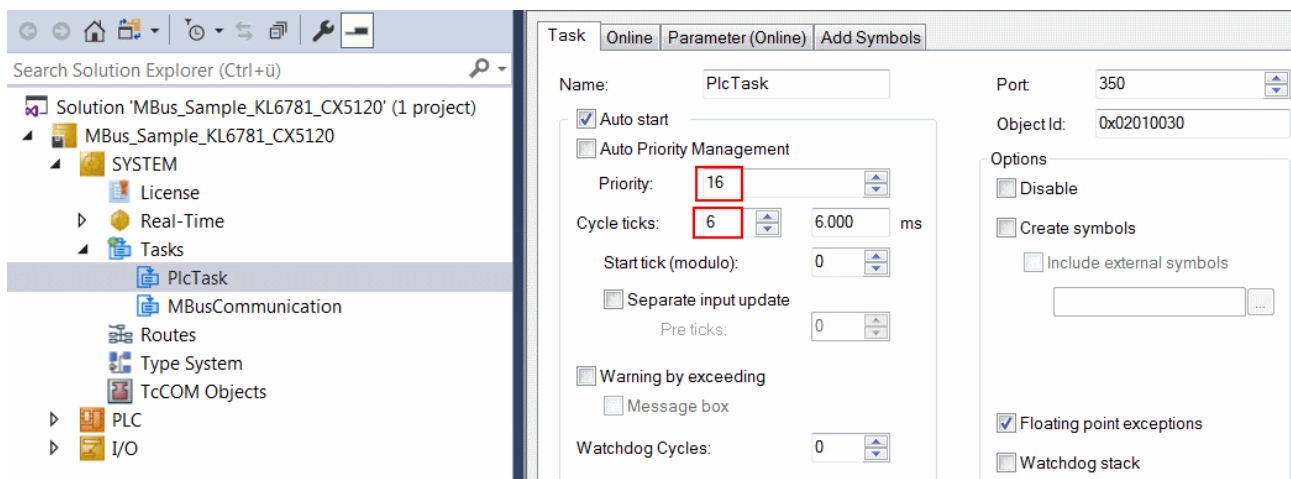 Search Solution Explorer (Ctrl+ü)
Solution 'MBus_Sample_KL6781_CX5120' (1 project)
MBus_Sample_KL6781_CX5120
SYSTEM
License
Real-Time
Tasks
PlcTask
MBusCommunication
Routes
Type System
TcCOM Objects
PLC
I/O
Task Online Parameter (Online) Add Symbols
Name: PlcTask
Auto start
Auto Priority Management
Priority: 16
Cycle ticks: 6 6.000 ms
Start tick (modulo): 0
Separate input update
Pre ticks: 0
Warning by exceeding
Message box
Watchdog Cycles: 0
Port: 350
Object Id: 0x02010030
Options
Disable
Create symbols
Include external symbols
...
Floating point exceptions
Watchdog stack